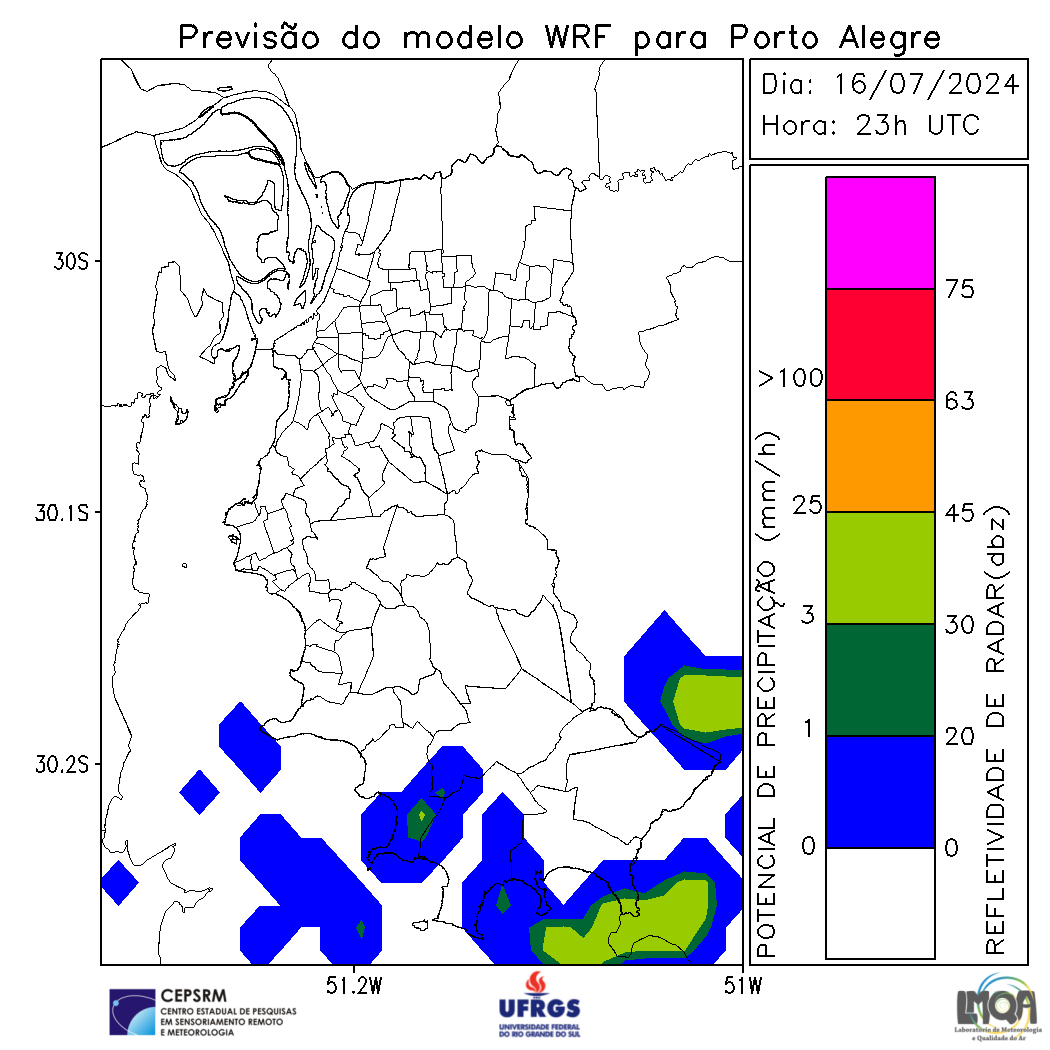 Previsão do modelo WRF para Porto Alegre
Dia: 16/07/2024
Hora: 23h UTC
30S
30.1S
30.2S
51.2W
51W
POTENCIAL DE PRECIPITAÇÃO (mm/h)
>100
25
3
1
0
75
63
45
30
20
0
REFLETIVIDADE DE RADAR(dbz)
CEPSRM
CENTRO ESTADUAL DE PESQUISAS
EM SENSORIAMENTO REMOTO
E METEOROLOGIA
UFRGS
UNIVERSIDADE FEDERAL
DO RIO GRANDE DO SUL
LMQA
Laboratório de Meteorologia
e Qualidade do Ar